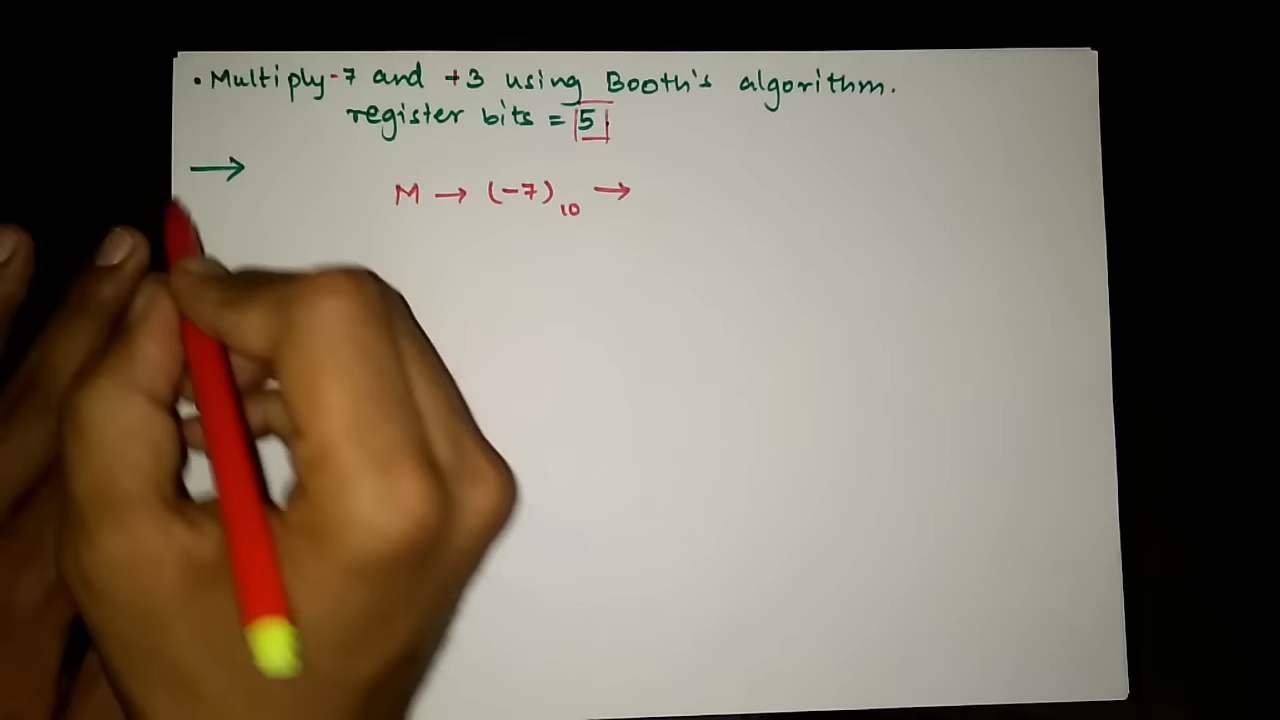 • Multiply -7 and +3 using Booth's algorithm.
register bits = 5
→
M → (-7)₁₀ →